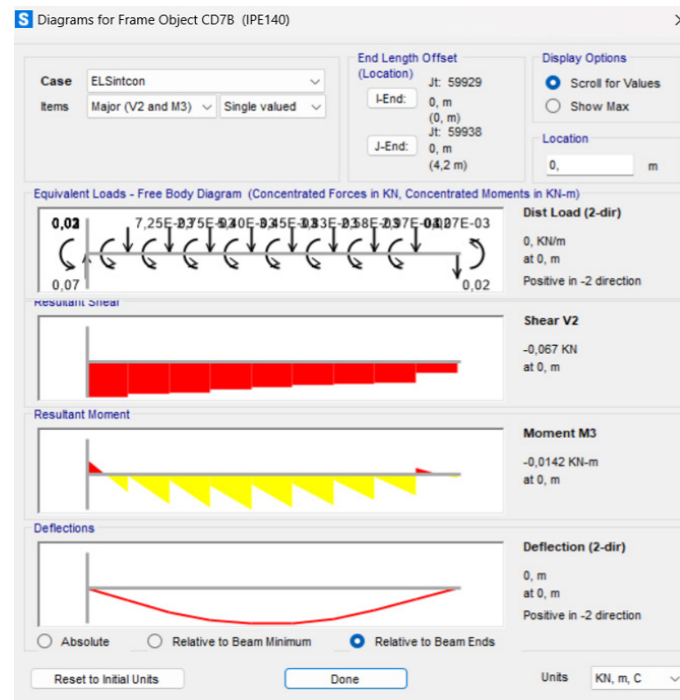 S Diagrams for Frame Object CD7B (IPE140)
Case ELSintcon
Items Major (V2 and M3) Single valued
End Length Offset
(Location)
Jt: 59929
I-End: 0, m
(0, m)
Jt: 59938
J-End: 0, m
(4,2 m)
Display Options
Scroll for Values
Show Max
Location
0, m
Equivalent Loads - Free Body Diagram (Concentrated Forces in KN, Concentrated Moments in KN-m)
0,07
0,02
Dist Load (2-dir)
0, KN/m
at 0, m
Positive in -2 direction
Resultant Shear
Shear V2
-0,067 KN
at 0, m
Resultant Moment
Moment M3
-0,0142 KN-m
at 0, m
Deflections
Deflection (2-dir)
0, m
at 0, m
Positive in -2 direction
Absolute Relative to Beam Minimum Relative to Beam Ends
Reset to Initial Units Done Units KN, m, C